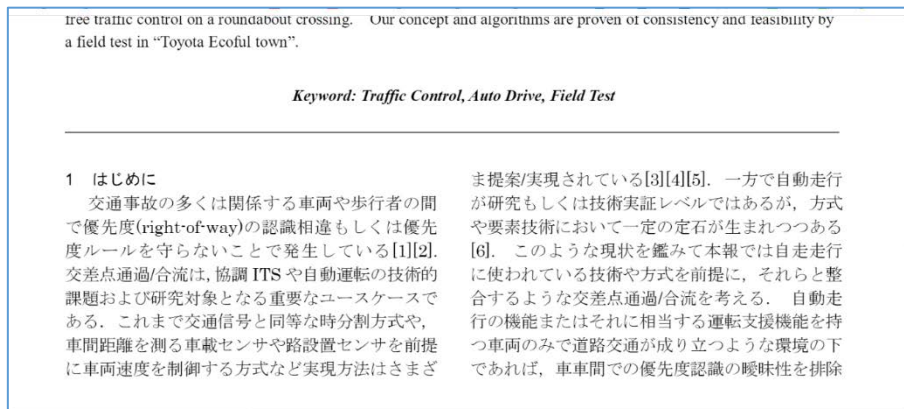 free traffic control on a roundabout crossing. Our concept and algorithms are proven of consistency and feasibility by
a field test in “Toyota Ecoful town”.
Keyword: Traffic Control, Auto Drive, Field Test
1 はじめに
交通事故の多くは関係する車両や歩行者の間
で優先度(right-of-way)の認識相違もしくは優先
度ルールを守らないことで発生している[1][2].
交差点通過/合流は, 協調 ITS や自動運転の技術的
課題および研究対象となる重要なユースケースで
ある. これまで交通信号と同等な時分割方式や,
車間距離を測る車載センサや路設置センサを前提
に車両速度を制御する方式など実現方法はさまざ
ま提案/実現されている[3][4][5]. 一方で自動走行
が研究もしくは技術実証レベルではあるが, 方式
や要素技術において一定の定石が生まれつつある
[6]. このような現状を鑑みて本報では自走走行
に使われている技術や方式を前提に, それらと整
合するような交差点通過/合流を考える. 自動走
行の機能またはそれに相当する運転支援機能を持
つ車両のみで道路交通が成り立つような環境の下
であれば, 車車間での優先度認識の曖昧性を排除